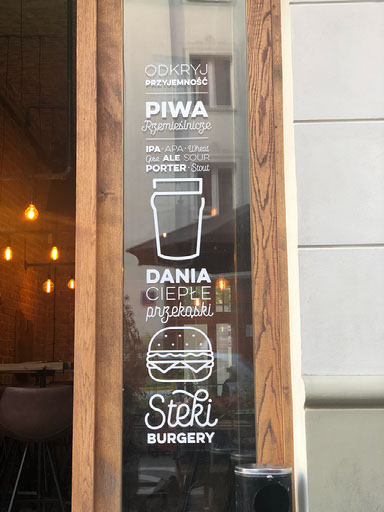 ODKRYJ
PRZYJEMNOŚĆ
PIWA
Rzemieślnicze
IPA • APA • Wheat
Gose ALE SOUR
PORTER • Stout
DANIA
CIEPŁE
przekąski
Steki
BURGERY